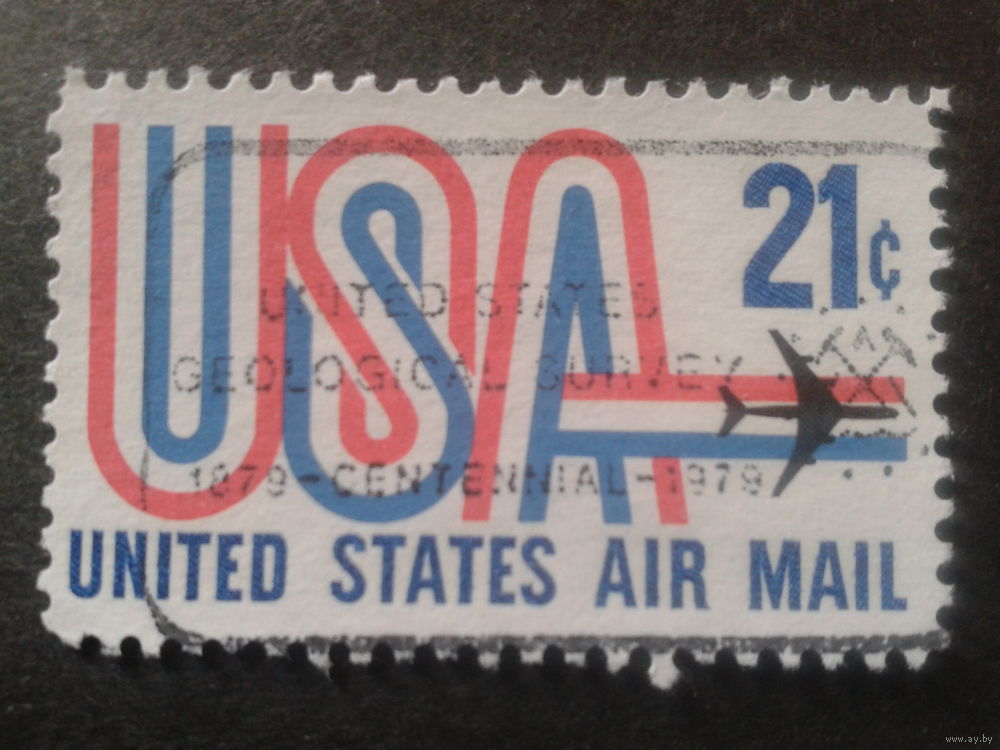 USA
21¢
UNITED STATES
GEOLOGICAL SURVEY
1879-CENTENNIAL-1979
UNITED STATES AIR MAIL
www.ay.by